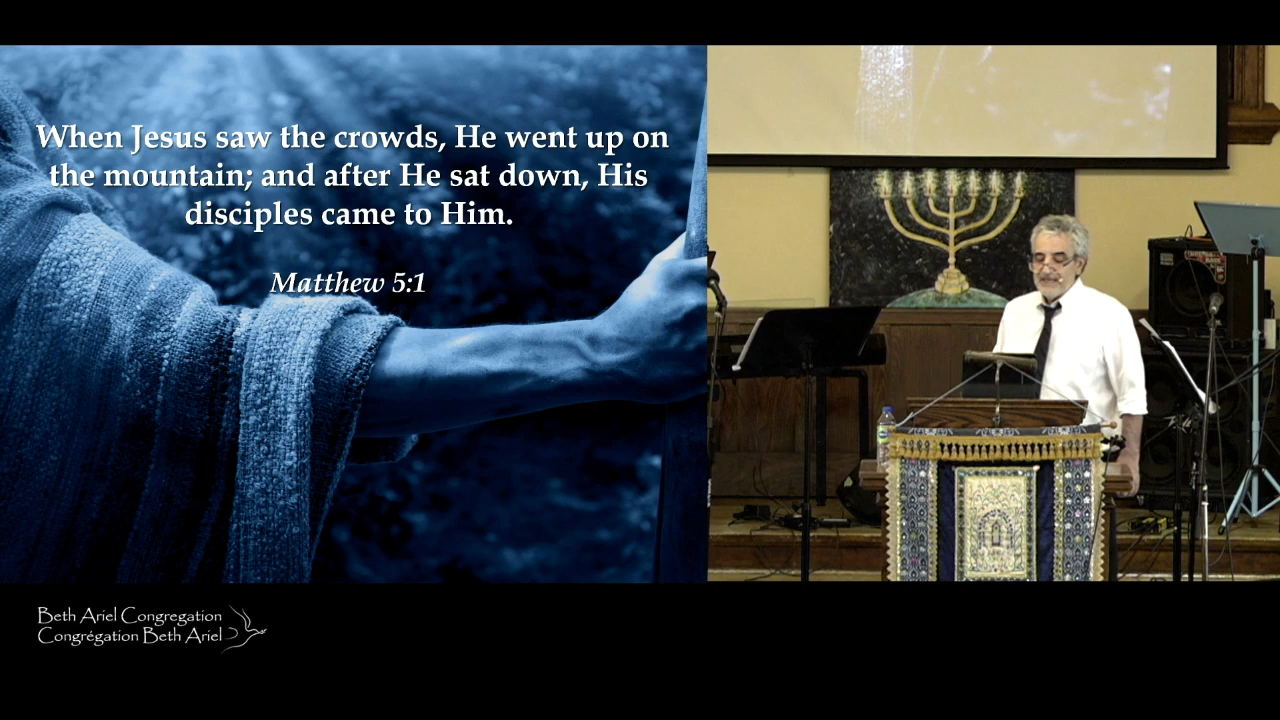 When Jesus saw the crowds, He went up on
the mountain; and after He sat down, His
disciples came to Him.
Matthew 5:1
Beth Ariel Congregation
Congrégation Beth Ariel